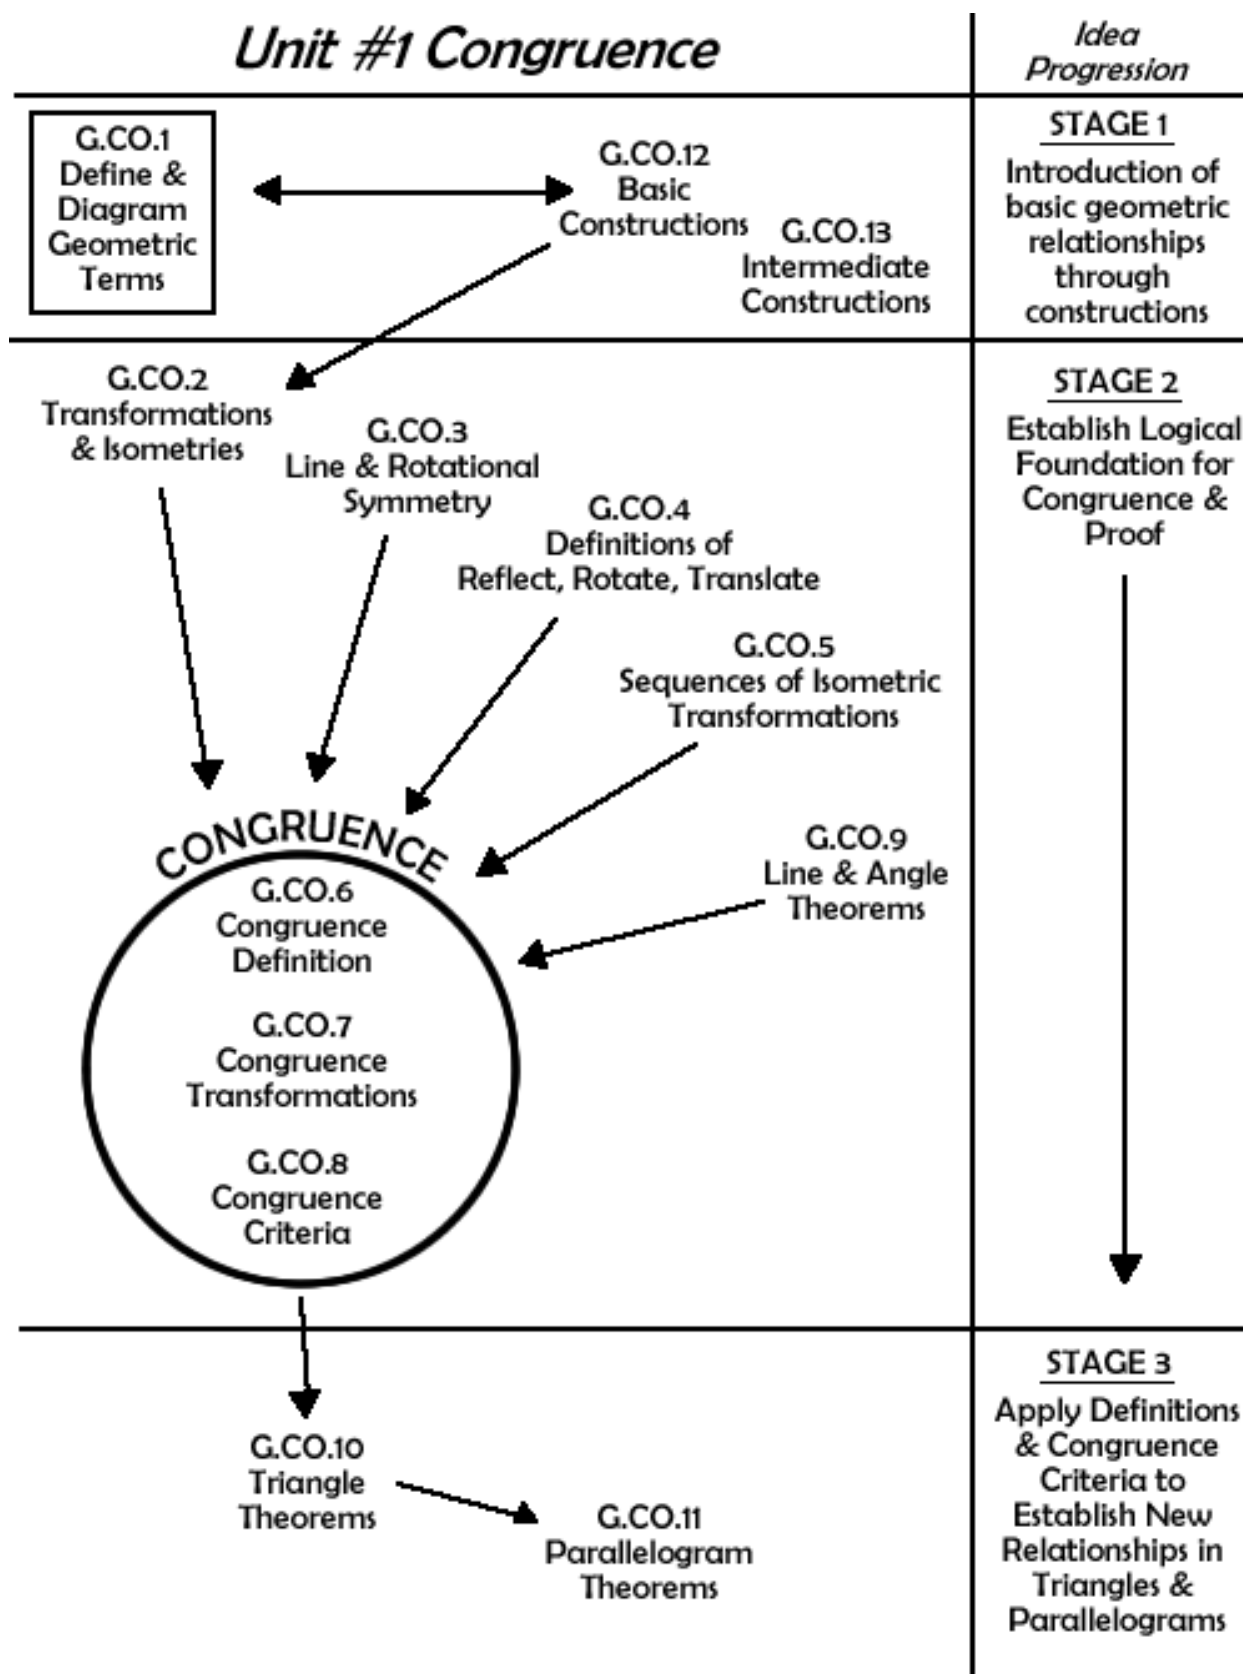 Unit #1 Congruence
Idea
Progression
G.CO.1
Define &
Diagram
Geometric
Terms
G.CO.12
Basic
Constructions
G.CO.13
Intermediate
Constructions
STAGE 1
Introduction of
basic geometric
relationships
through
constructions
G.CO.2
Transformations
& Isometries
G.CO.3
Line & Rotational
Symmetry
G.CO.4
Definitions of
Reflect, Rotate, Translate
G.CO.5
Sequences of Isometric
Transformations
G.CO.9
Line & Angle
Theorems
CONGRUENCE
G.CO.6
Congruence
Definition
G.CO.7
Congruence
Transformations
G.CO.8
Congruence
Criteria
STAGE 2
Establish Logical
Foundation for
Congruence &
Proof
G.CO.10
Triangle
Theorems
G.CO.11
Parallelogram
Theorems
STAGE 3
Apply Definitions
& Congruence
Criteria to
Establish New
Relationships in
Triangles &
Parallelograms